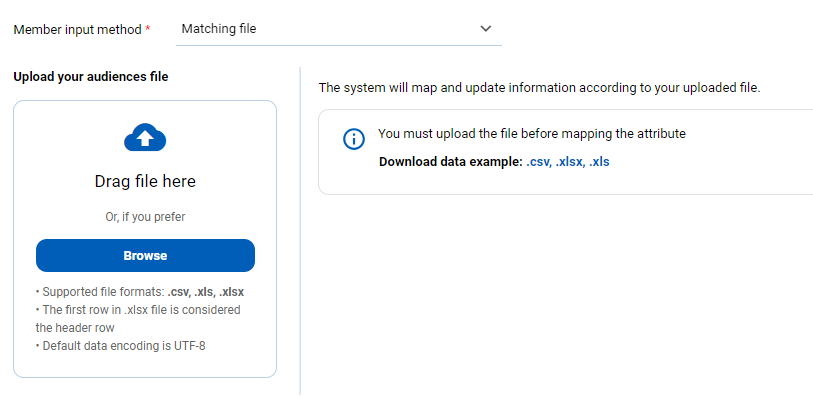 Member input method *
Matching file
Upload your audiences file
Drag file here
Or, if you prefer
Browse
• Supported file formats: .csv, .xls, .xlsx
• The first row in .xlsx file is considered
the header row
• Default data encoding is UTF-8
The system will map and update information according to your uploaded file.
You must upload the file before mapping the attribute
Download data example: .csv, .xlsx, .xls